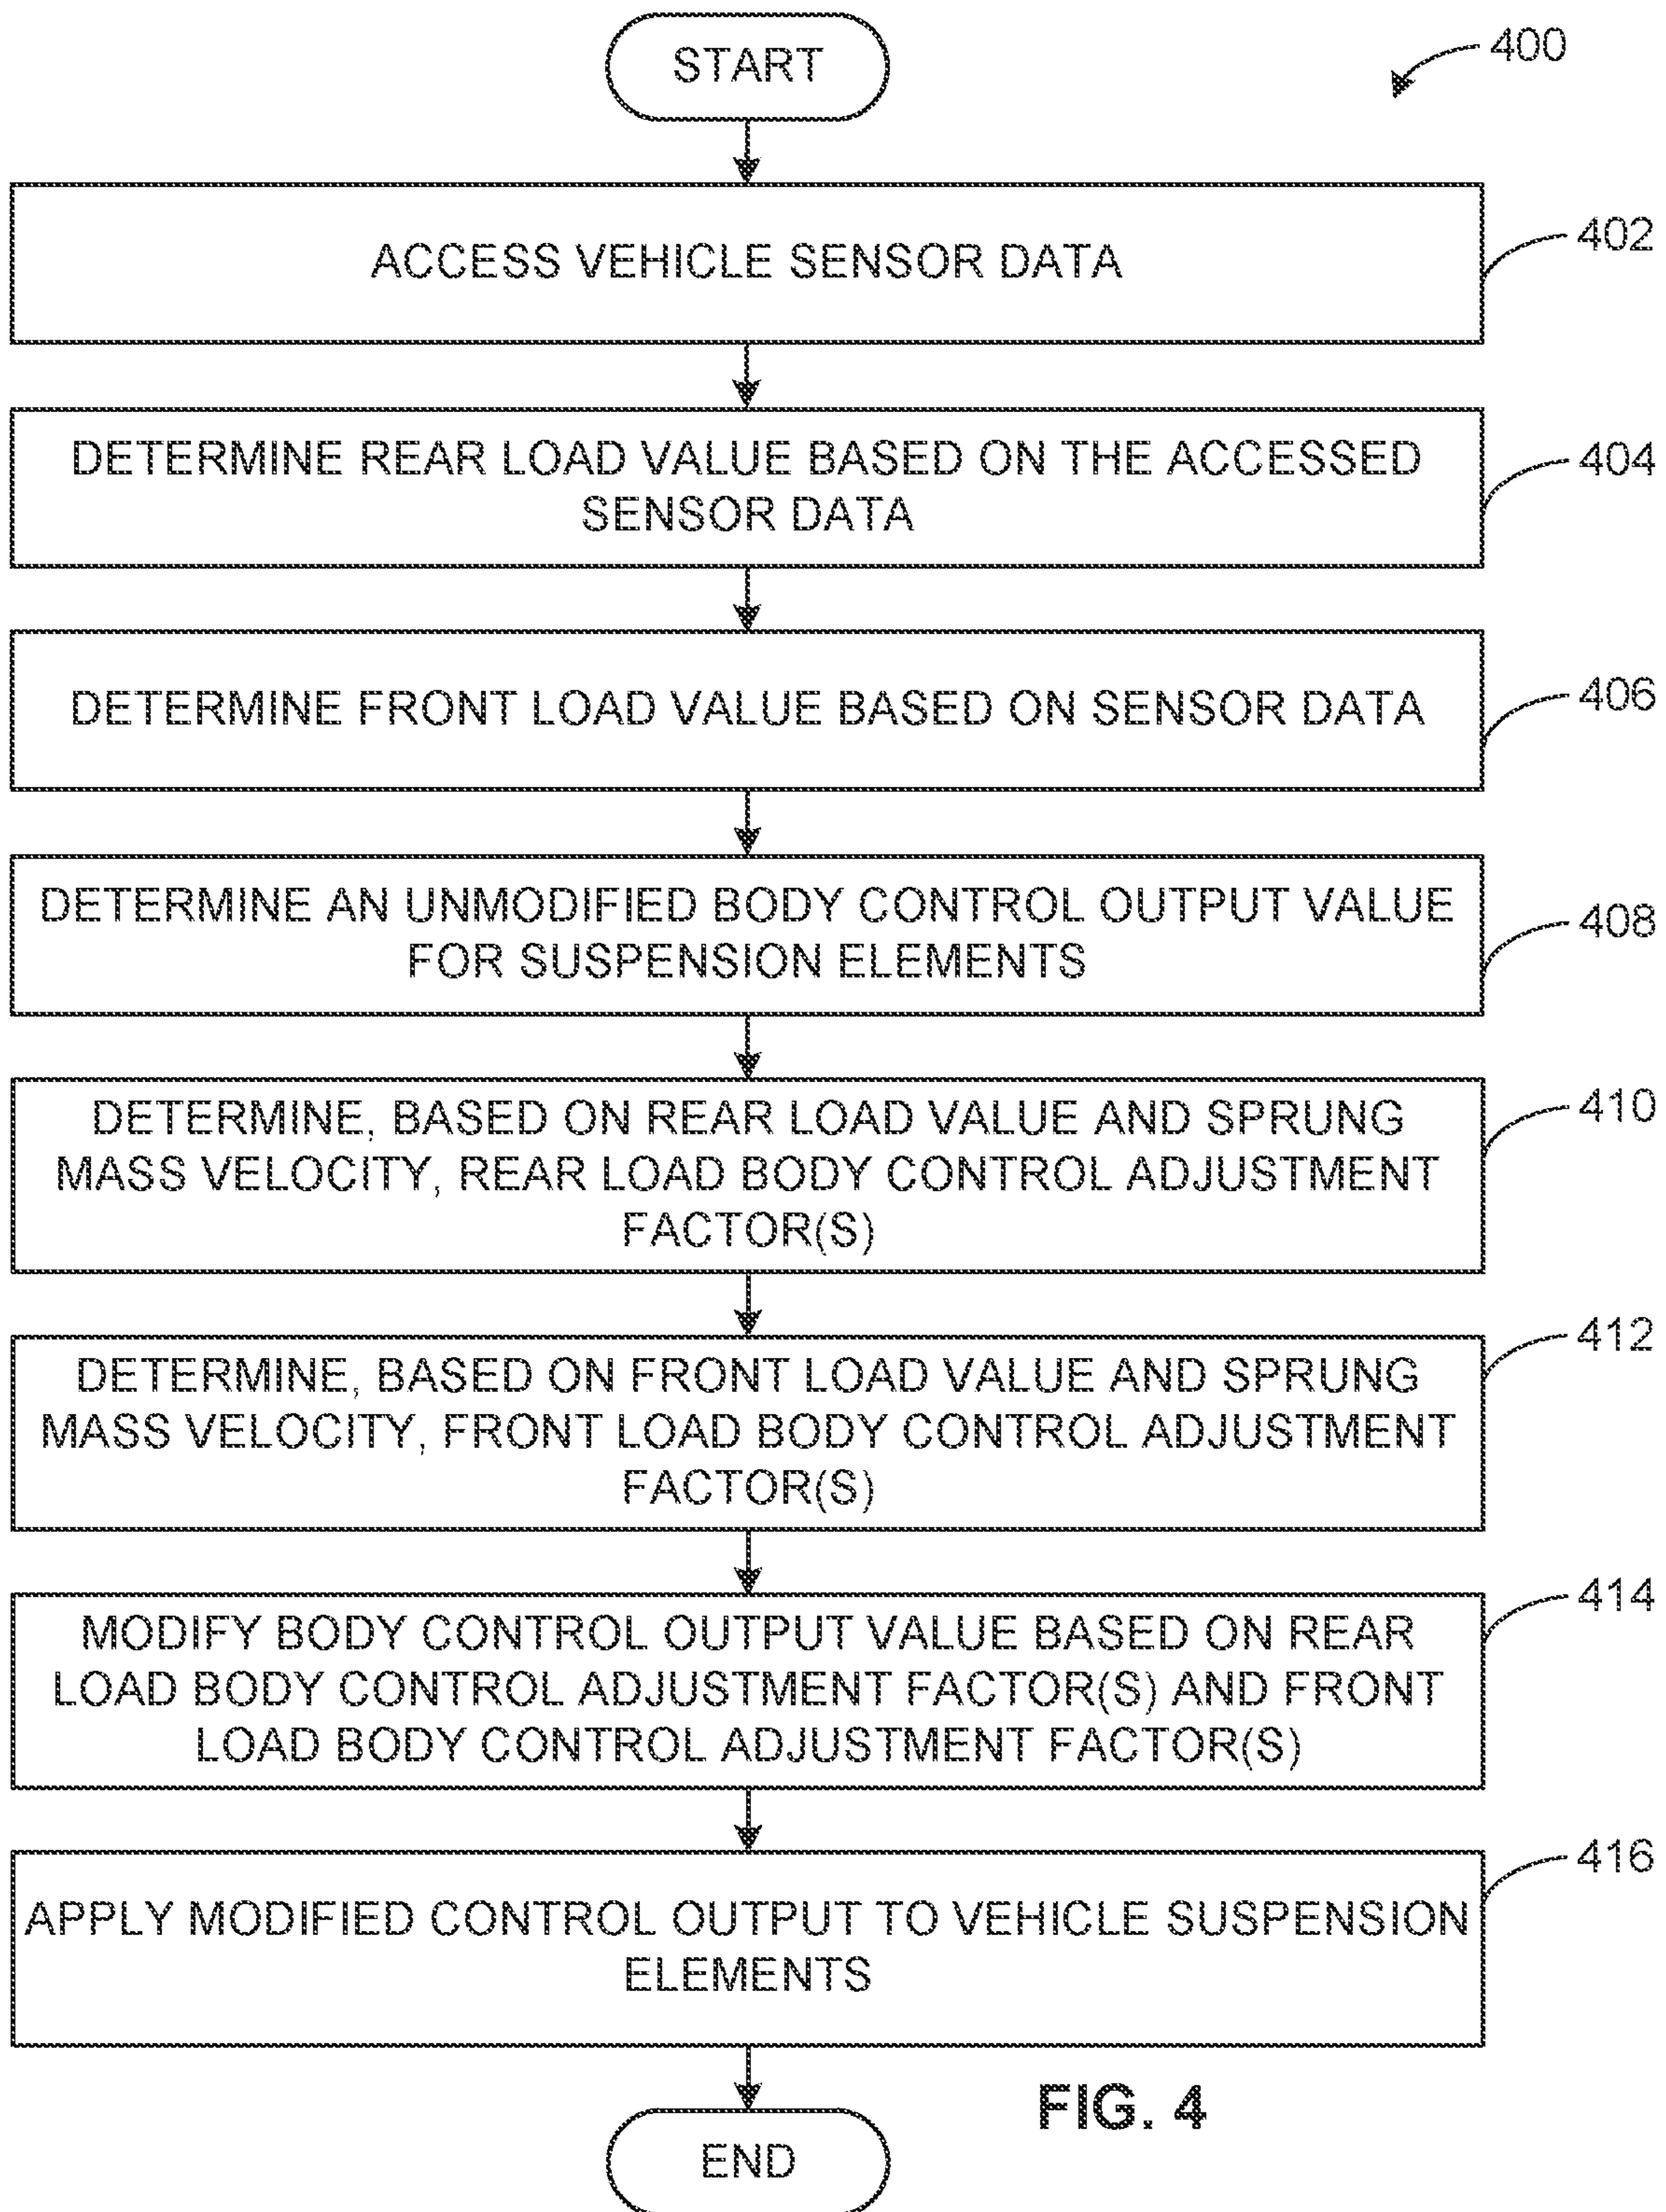 START
400
ACCESS VEHICLE SENSOR DATA
402
DETERMINE REAR LOAD VALUE BASED ON THE ACCESSED
SENSOR DATA
404
DETERMINE FRONT LOAD VALUE BASED ON SENSOR DATA
406
DETERMINE AN UNMODIFIED BODY CONTROL OUTPUT VALUE
FOR SUSPENSION ELEMENTS
408
DETERMINE, BASED ON REAR LOAD VALUE AND SPRUNG
MASS VELOCITY, REAR LOAD BODY CONTROL ADJUSTMENT
FACTOR(S)
410
DETERMINE, BASED ON FRONT LOAD VALUE AND SPRUNG
MASS VELOCITY, FRONT LOAD BODY CONTROL ADJUSTMENT
FACTOR(S)
412
MODIFY BODY CONTROL OUTPUT VALUE BASED ON REAR
LOAD BODY CONTROL ADJUSTMENT FACTOR(S) AND FRONT
LOAD BODY CONTROL ADJUSTMENT FACTOR(S)
414
APPLY MODIFIED CONTROL OUTPUT TO VEHICLE SUSPENSION
ELEMENTS
416
END
FIG. 4